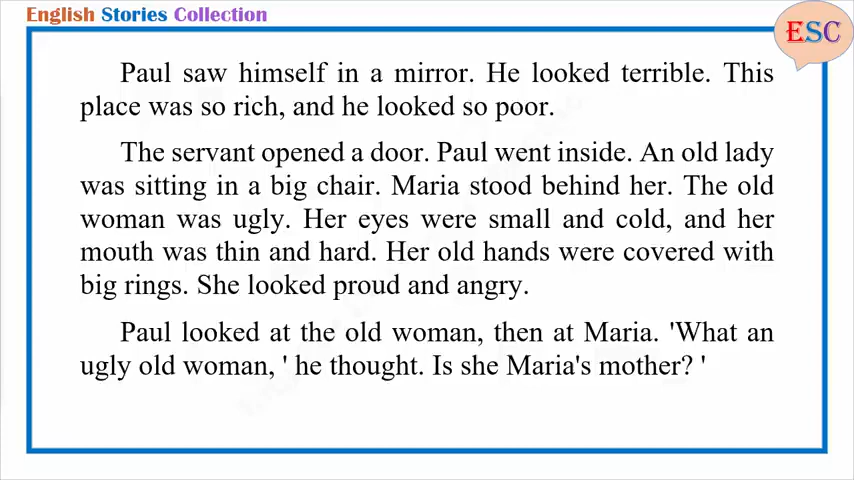 English Stories Collection
ESC
Paul saw himself in a mirror. He looked terrible. This
place was so rich, and he looked so poor.
The servant opened a door. Paul went inside. An old lady
was sitting in a big chair. Maria stood behind her. The old
woman was ugly. Her eyes were small and cold, and her
mouth was thin and hard. Her old hands were covered with
big rings. She looked proud and angry.
Paul looked at the old woman, then at Maria. 'What an
ugly old woman, ' he thought. Is she Maria's mother? '